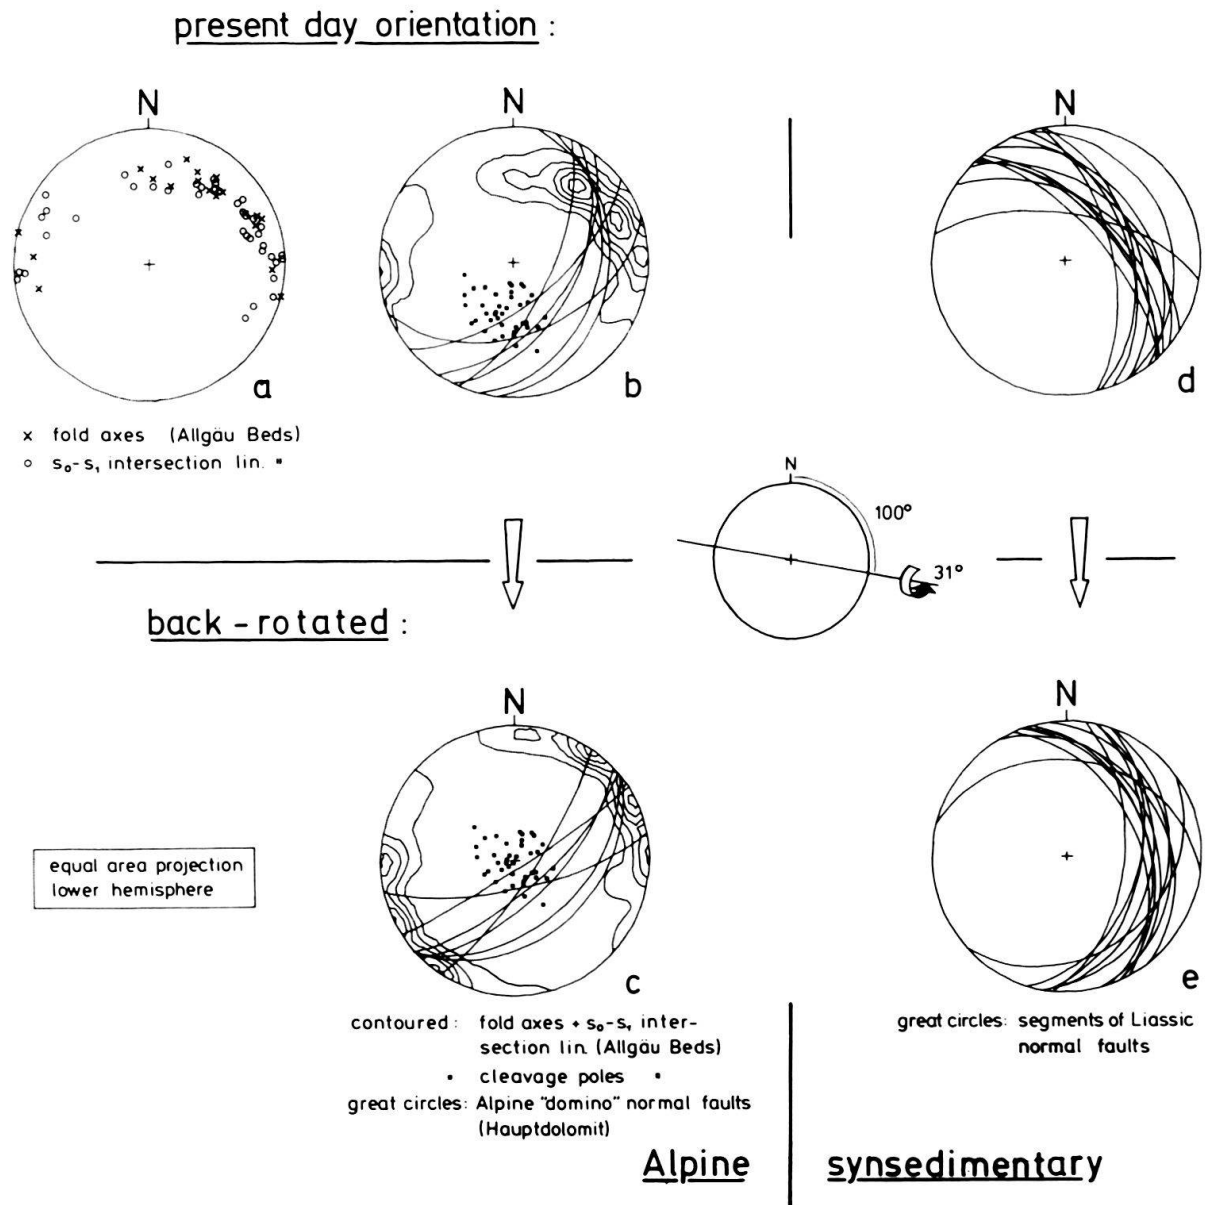 present day orientation :
N
N
N
a
b
d
x fold axes (Allgäu Beds)
o s₀-s₁ intersection lin. "
N
100°
31°
back - rotated :
N
N
equal area projection
lower hemisphere
c
e
contoured : fold axes + s₀-s₁ inter-
section lin. (Allgäu Beds)
• cleavage poles "
great circles: Alpine "domino" normal faults
(Hauptdolomit)
great circles: segments of Liassic
normal faults
Alpine
synsedimentary